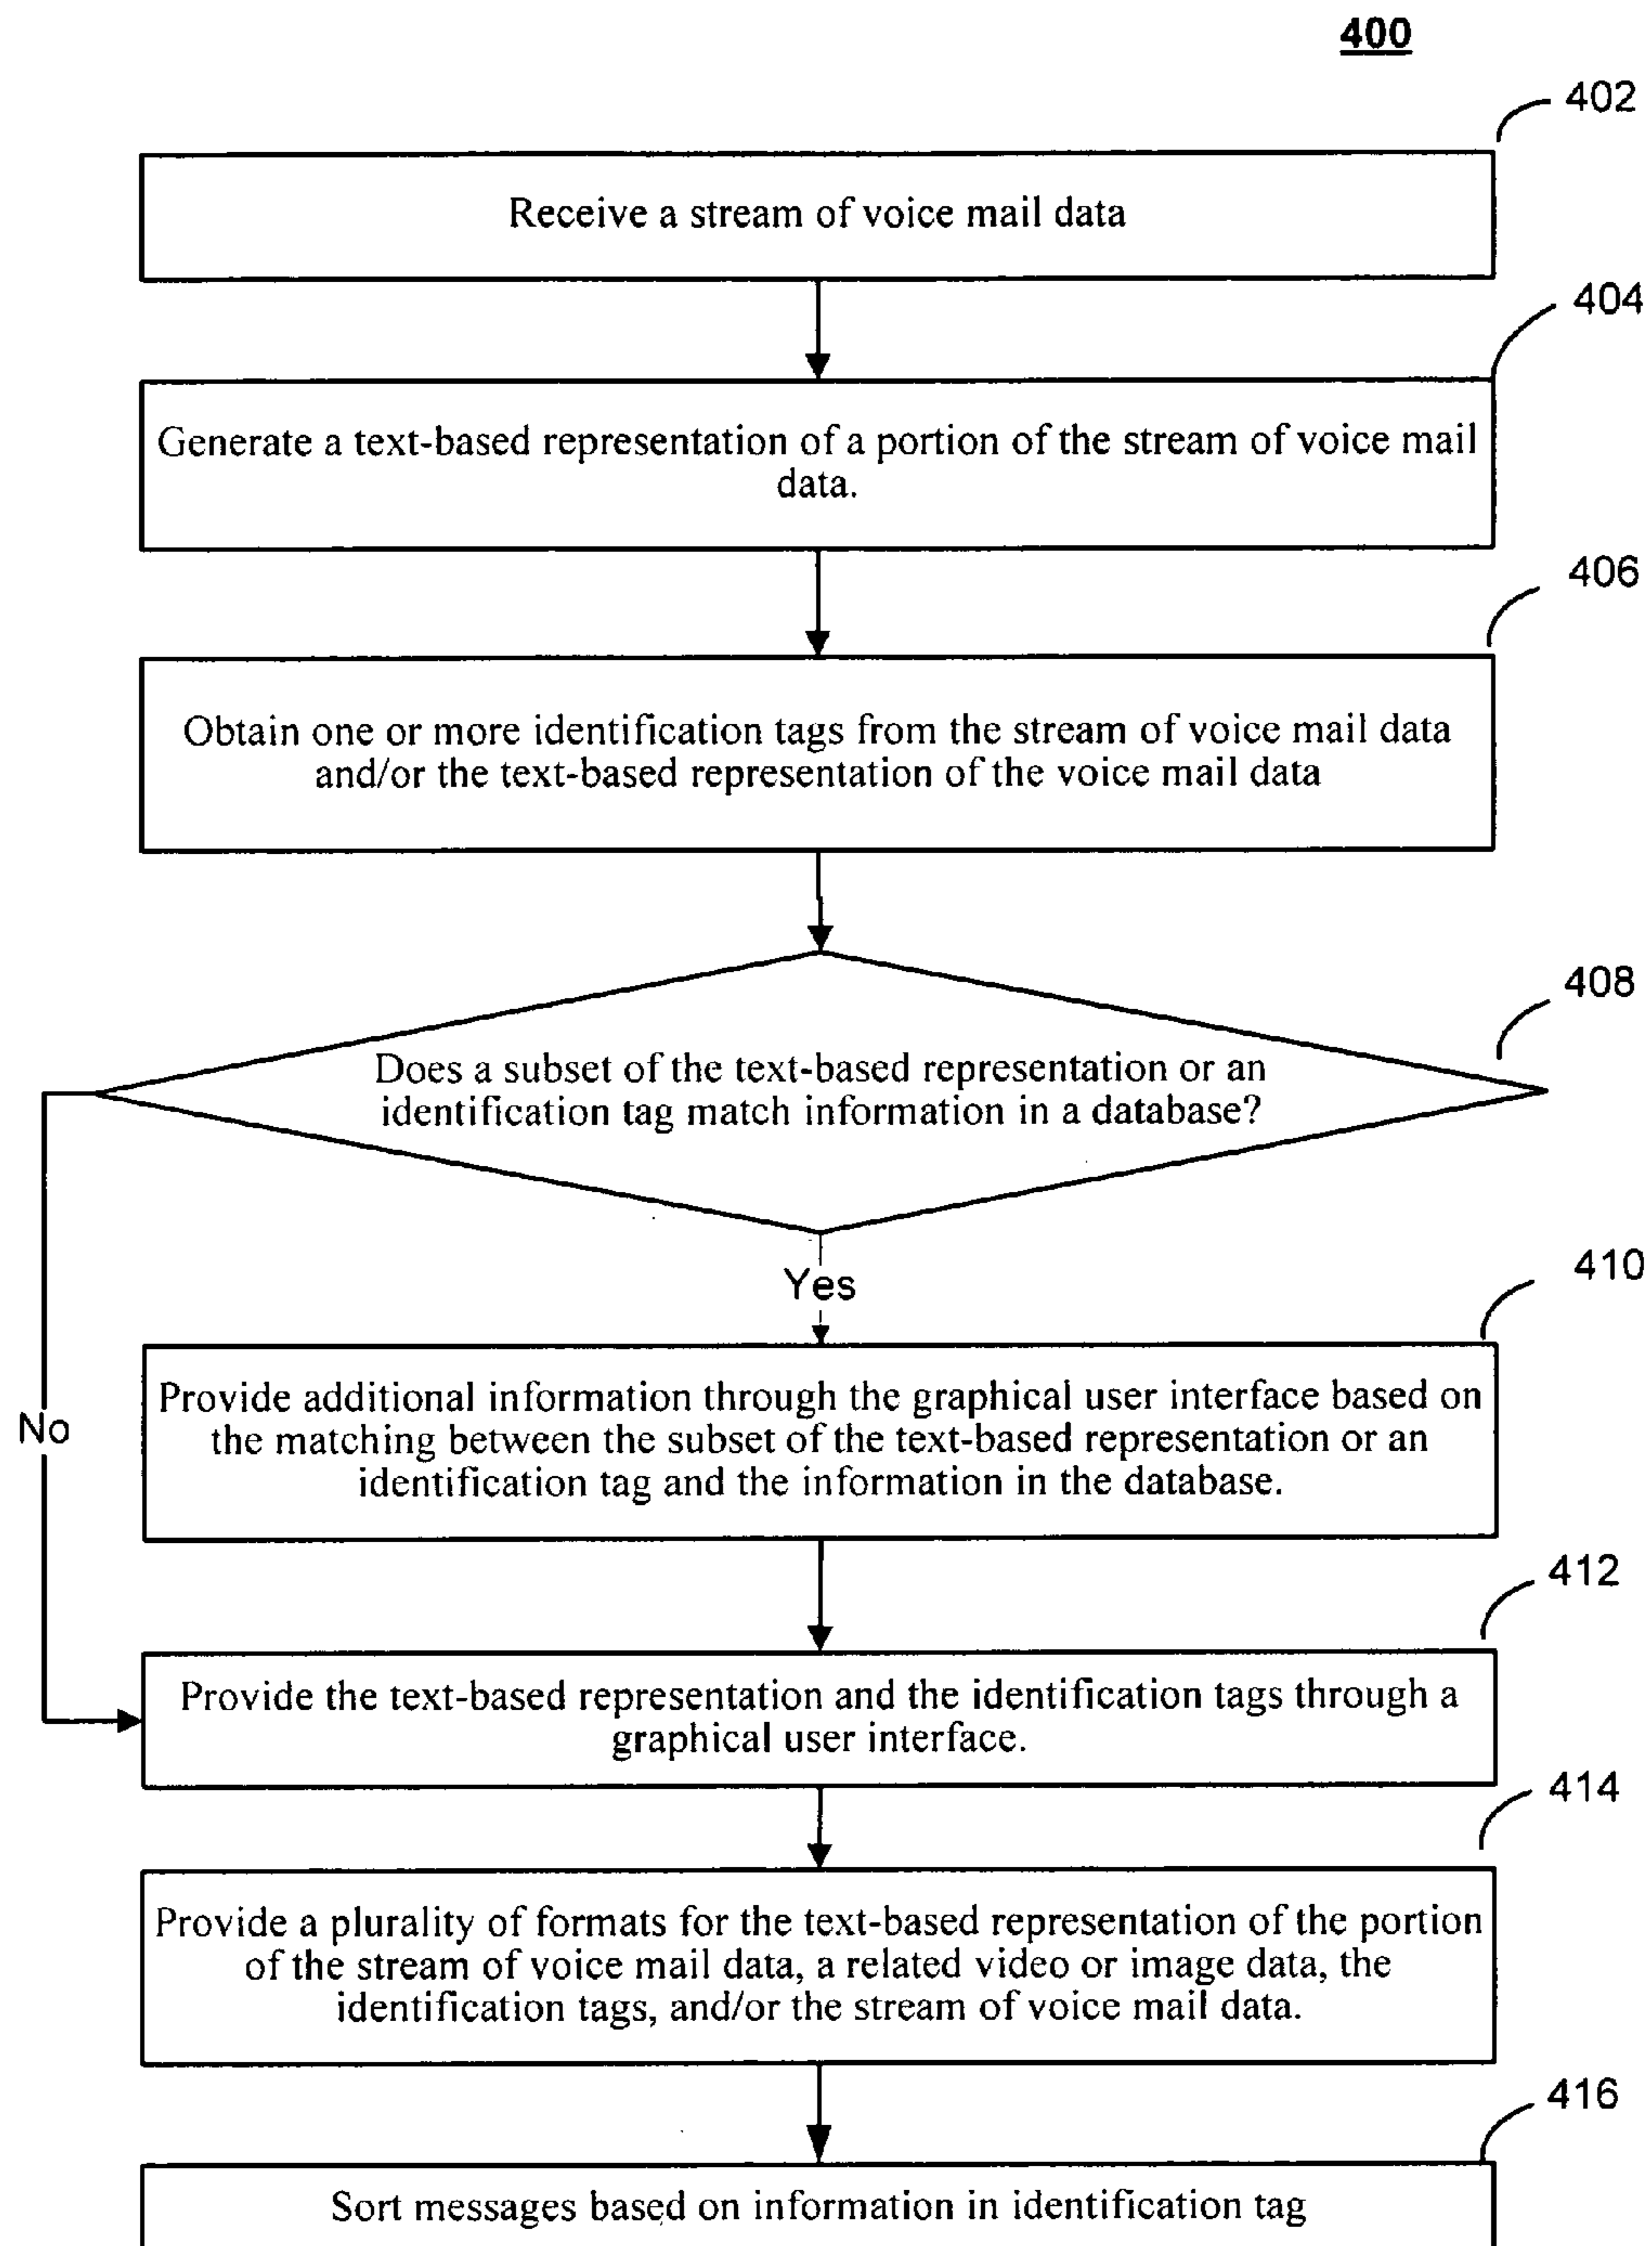 400
402
Receive a stream of voice mail data
404
Generate a text-based representation of a portion of the stream of voice mail
data.
406
Obtain one or more identification tags from the stream of voice mail data
and/or the text-based representation of the voice mail data
408
Does a subset of the text-based representation or an
identification tag match information in a database?
Yes
No
410
Provide additional information through the graphical user interface based on
the matching between the subset of the text-based representation or an
identification tag and the information in the database.
412
Provide the text-based representation and the identification tags through a
graphical user interface.
414
Provide a plurality of formats for the text-based representation of the portion
of the stream of voice mail data, a related video or image data, the
identification tags, and/or the stream of voice mail data.
416
Sort messages based on information in identification tag